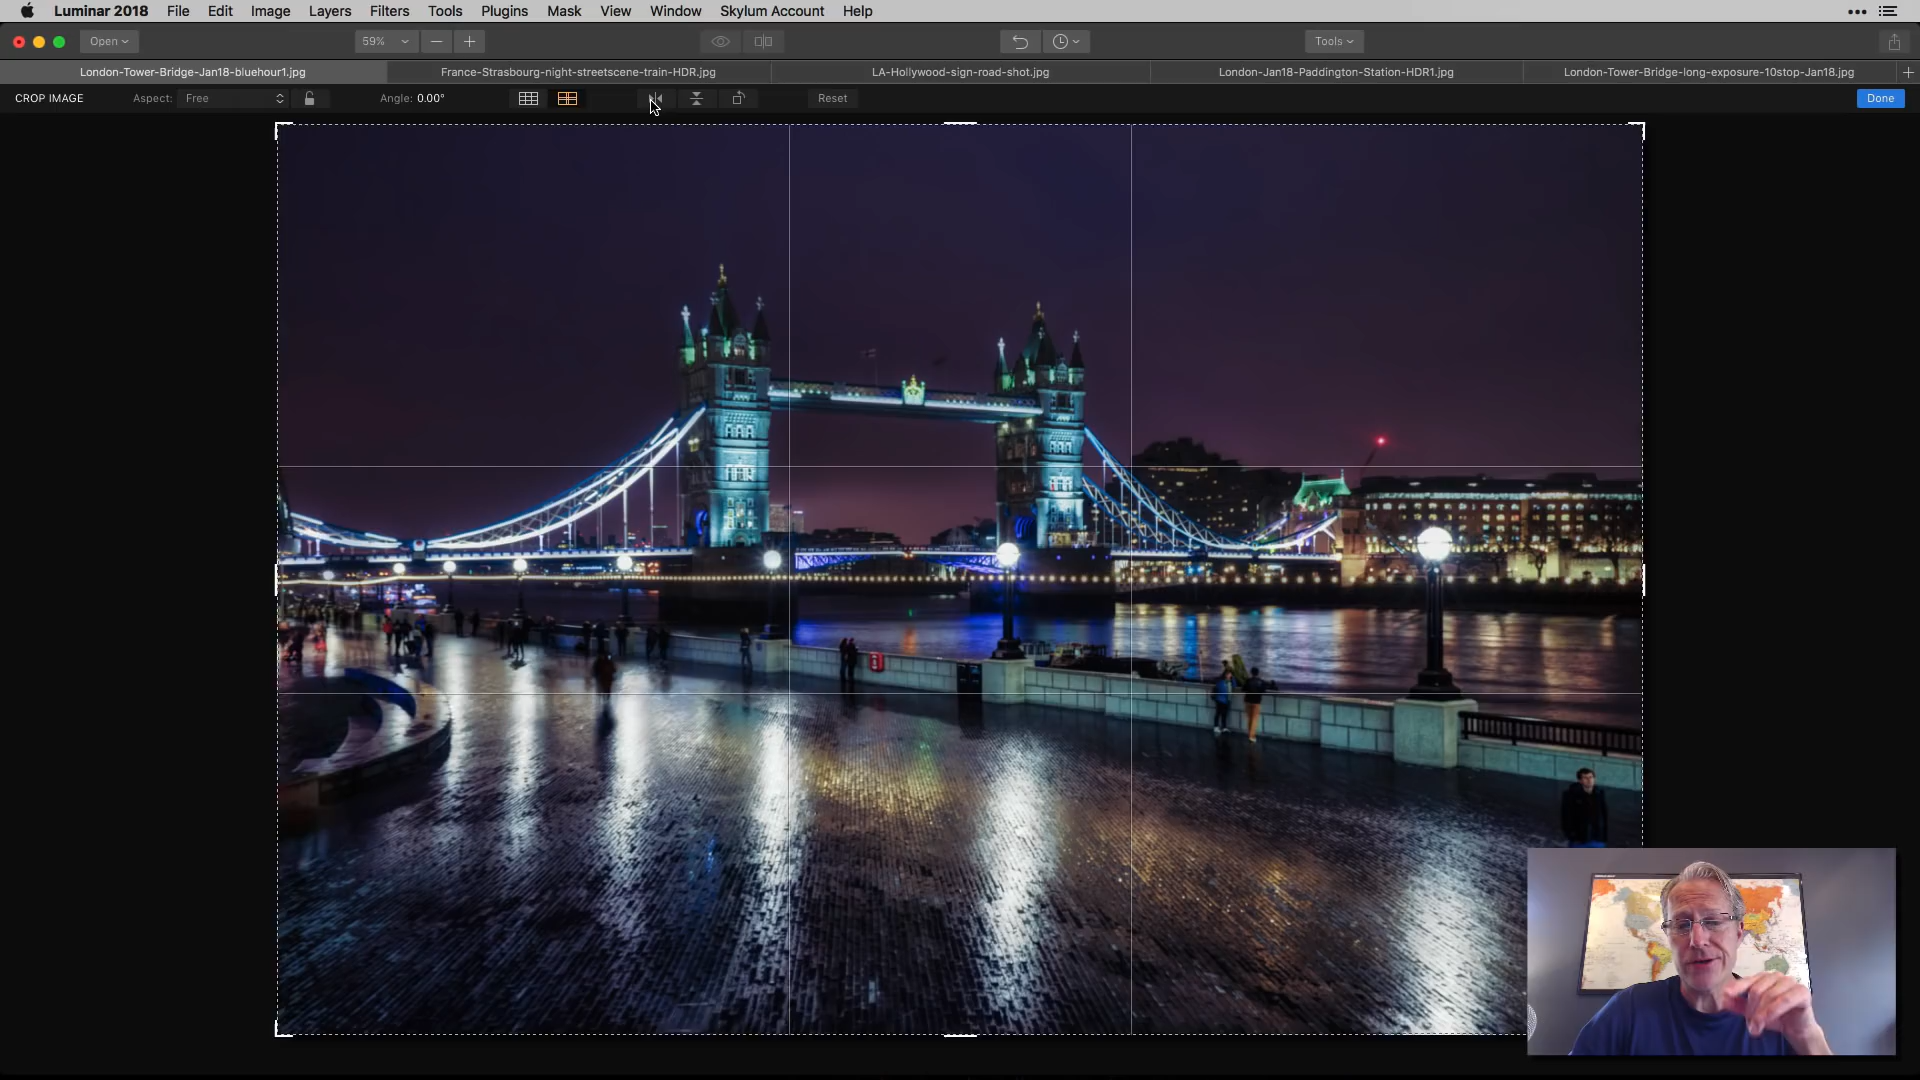 Luminar 2018 File Edit Image Layers Filters Tools Plugins Mask View Window Skylum Account Help
Open 59% Tools
London-Tower-Bridge-Jan18-bluehour1.jpg France-Strasbourg-night-streetscene-train-HDR.jpg LA-Hollywood-sign-road-shot.jpg London-Jan18-Paddington-Station-HDR1.jpg London-Tower-Bridge-long-exposure-10stop-Jan18.jpg
CROP IMAGE Aspect: Free Angle: 0.00° Reset Done